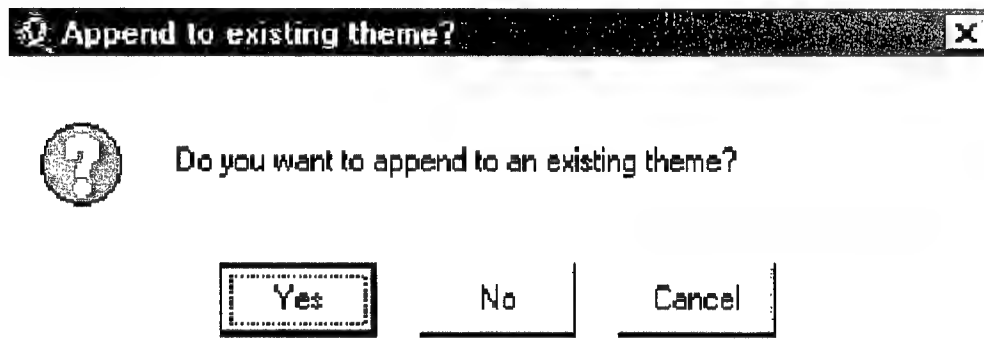 Append to existing theme?
Do you want to append to an existing theme?
Yes No Cancel